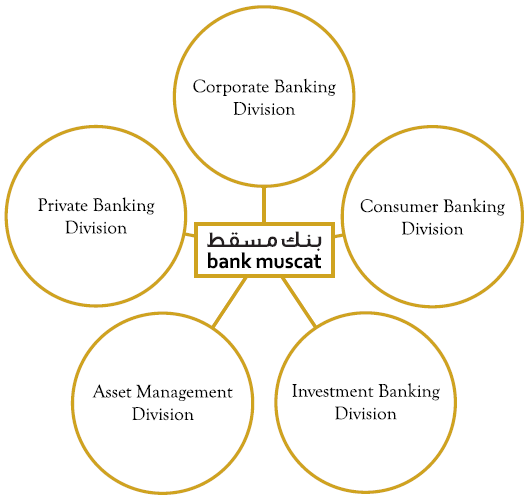 Corporate Banking
Division
Private Banking
Division
Consumer Banking
Division
بنك مسقط
bank muscat
Asset Management
Division
Investment Banking
Division